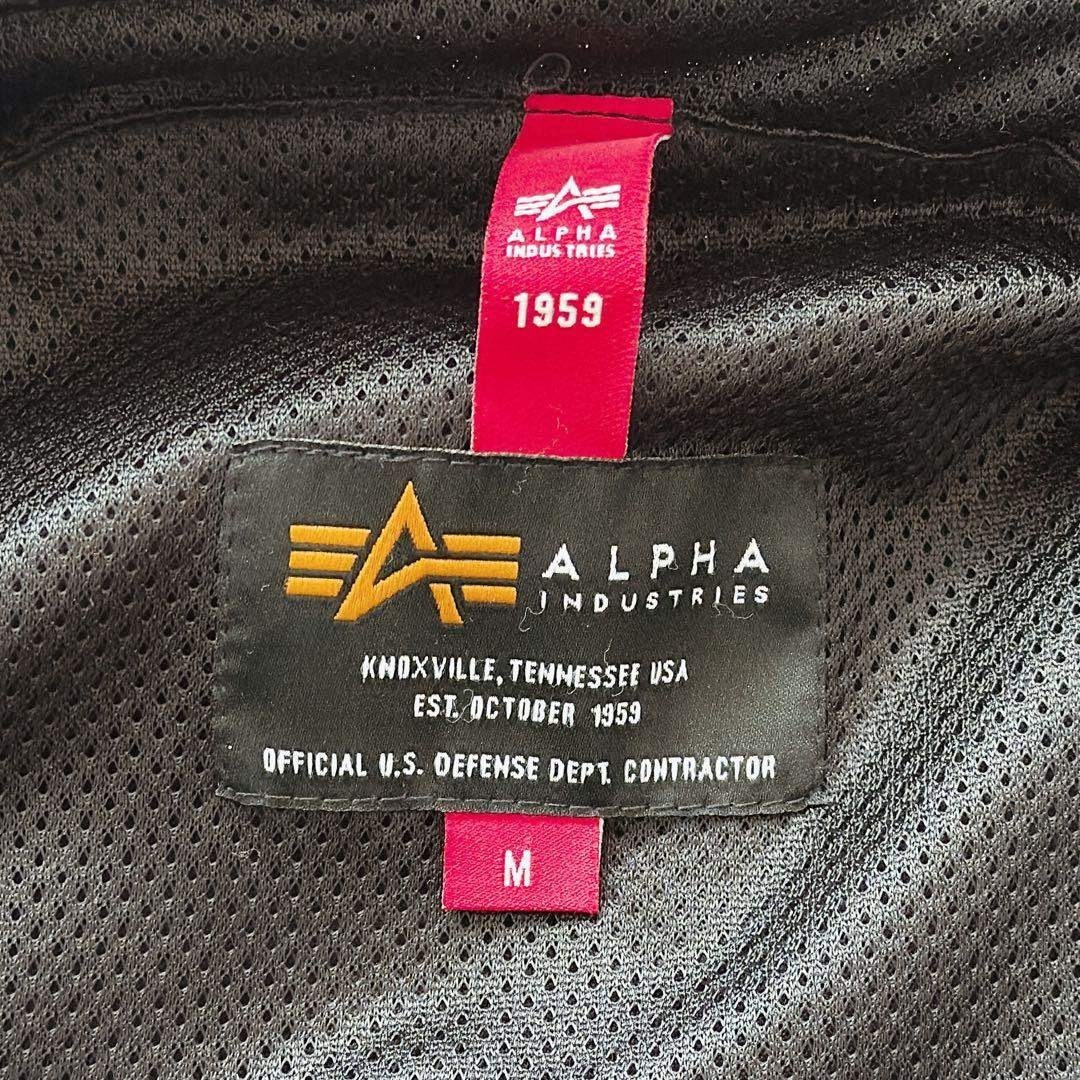 ALPHA
INDUSTRIES
1959
ALPHA
INDUSTRIES
KNOXVILLE, TENNESSEE USA
EST. OCTOBER 1959
OFFICIAL U.S. DEFENSE DEPT. CONTRACTOR
M